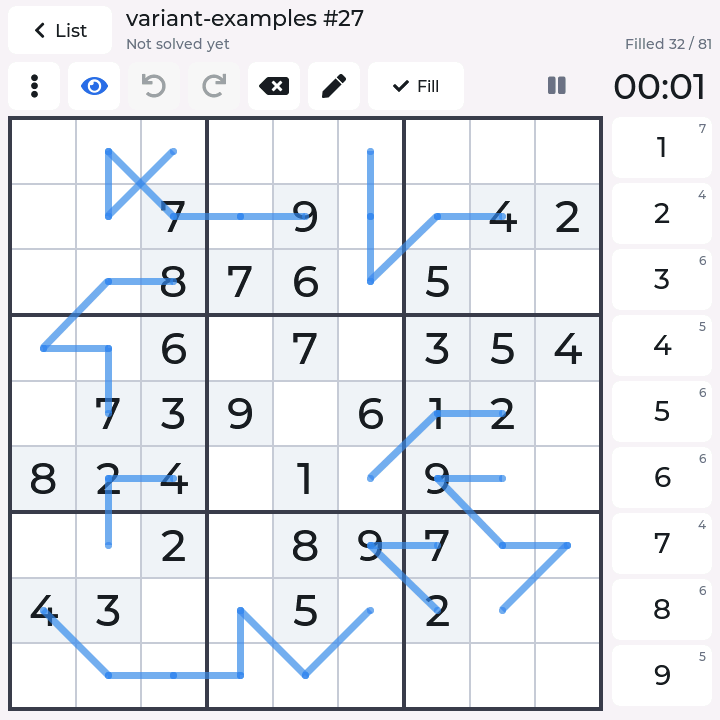 List
variant-examples #27
Not solved yet
Filled 32 / 81
Fill
00:01
7 9 4 2
8 7 6 5
6 7 3 5 4
7 3 9 6 1 2
8 2 4 1 9
2 8 9 7
4 3 5 2
1 7
2 4
3 6
4 5
5 6
6 6
7 4
8 6
9 5